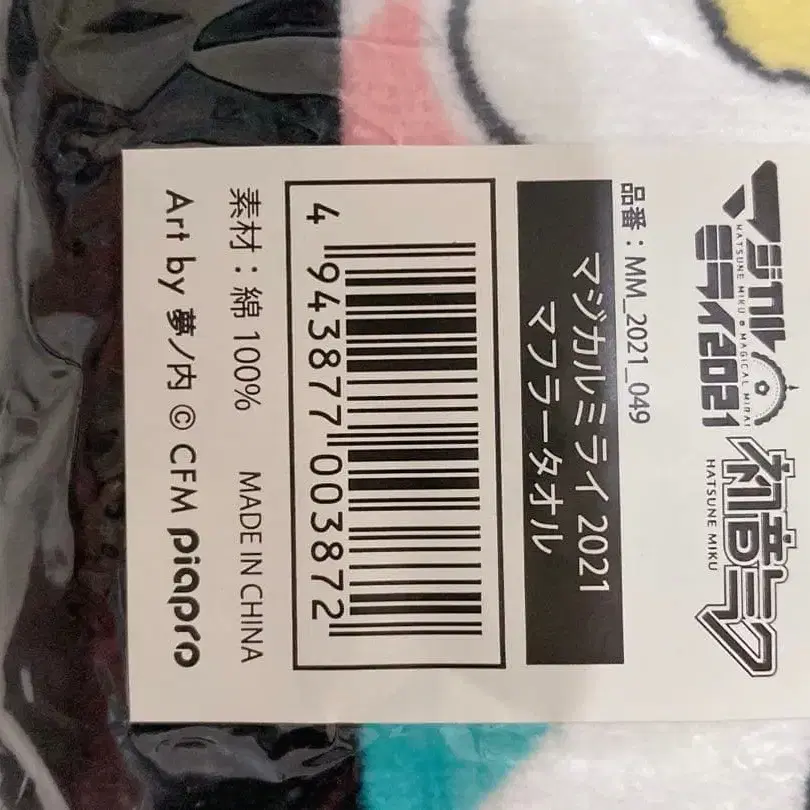 マジカル
HATSUNE MIKU MAGICAL MIRAI
ミライ2021
初音ミク
HATSUNE MIKU
品番：MM_2021_049
マジカルミライ 2021
マフラータオル
4 943877 003872
素材：綿 100% MADE IN CHINA
Art by 夢ノ内 © CFM piapro